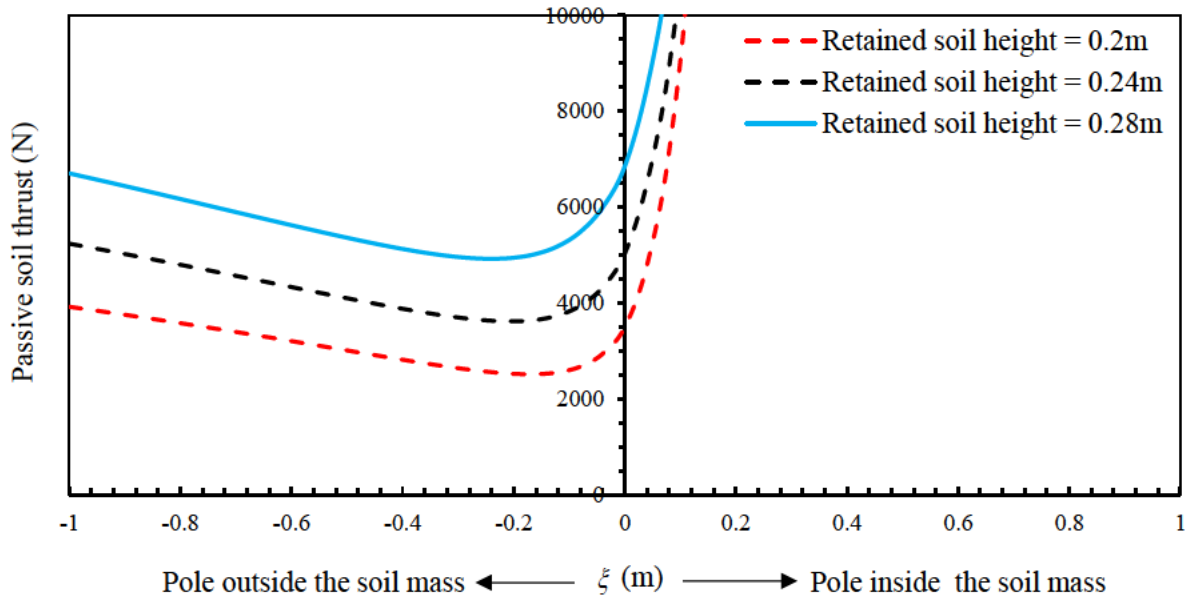 10000
8000
6000
4000
2000
0
Passive soil thrust (N)
Retained soil height = 0.2m
Retained soil height = 0.24m
Retained soil height = 0.28m
-1 -0.8 -0.6 -0.4 -0.2 0 0.2 0.4 0.6 0.8 1
Pole outside the soil mass ξ (m) Pole inside the soil mass